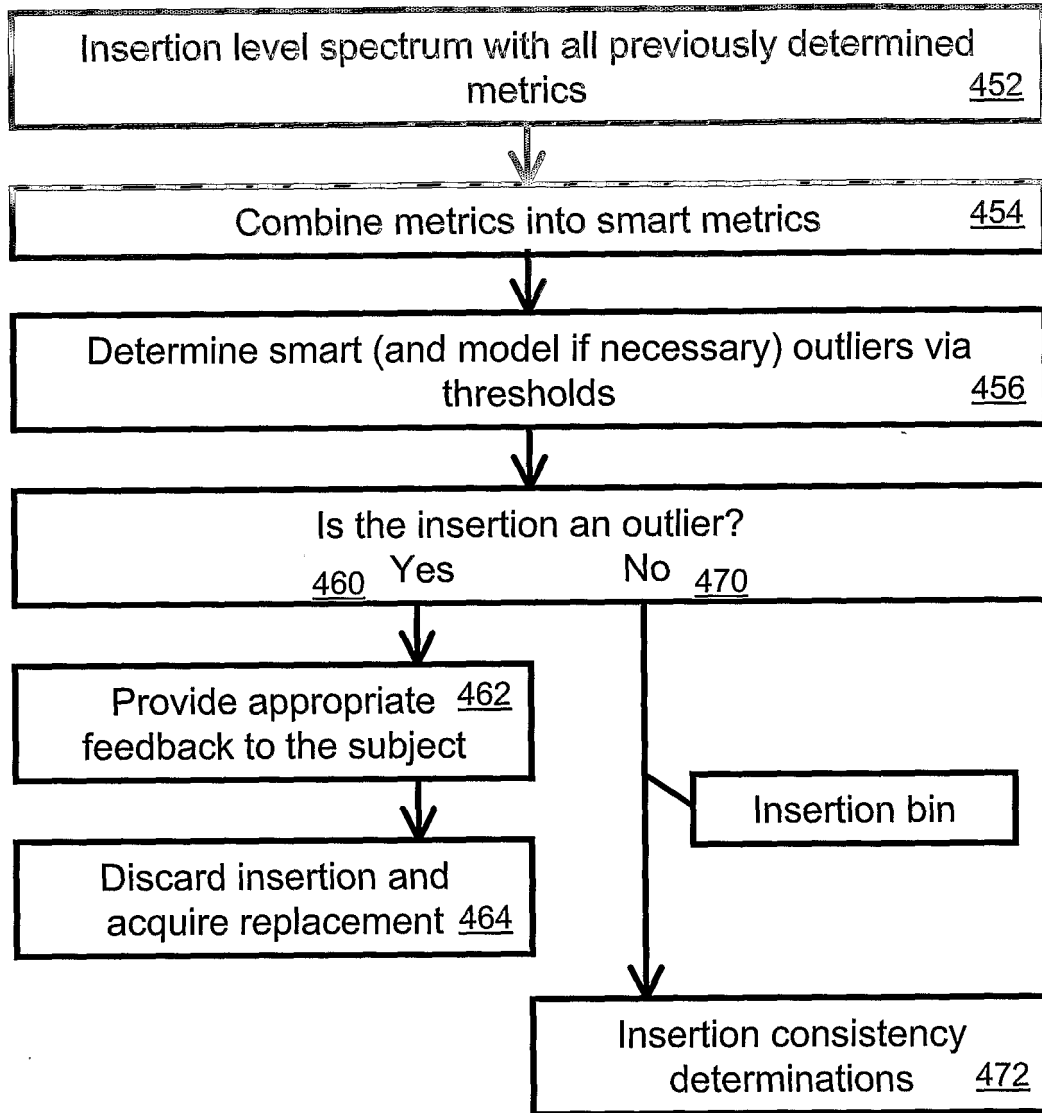 Insertion level spectrum with all previously determined
metrics 452
Combine metrics into smart metrics 454
Determine smart (and model if necessary) outliers via
thresholds 456
Is the insertion an outlier?
460 Yes No 470
Provide appropriate 462
feedback to the subject
Insertion bin
Discard insertion and
acquire replacement 464
Insertion consistency
determinations 472